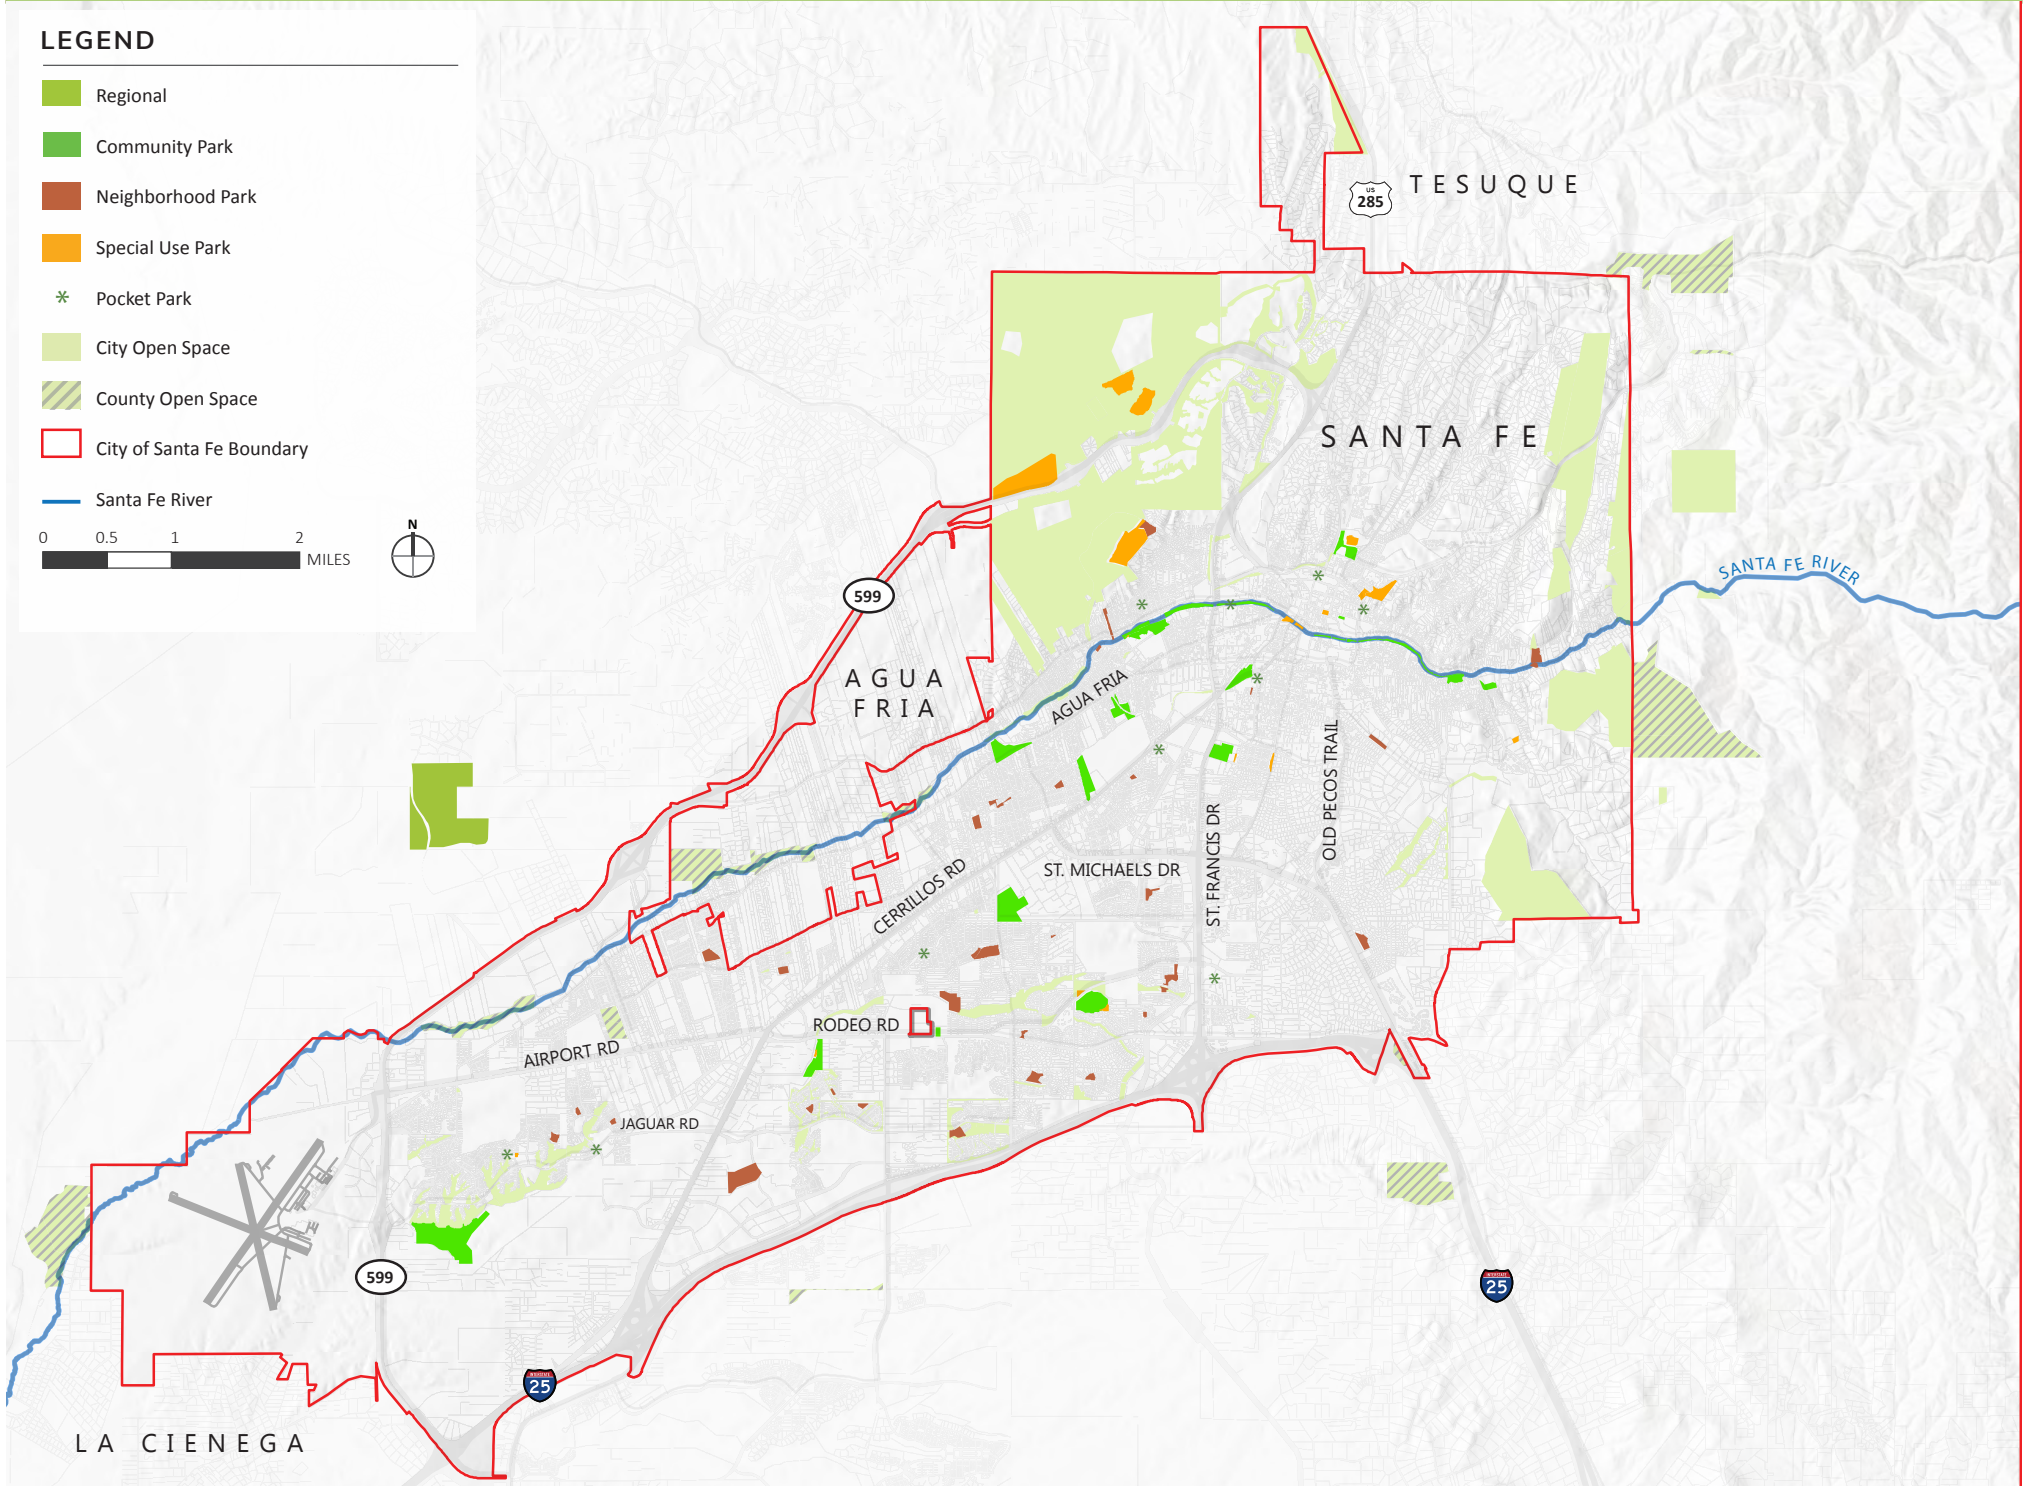 LEGEND
Regional
Community Park
Neighborhood Park
Special Use Park
Pocket Park
City Open Space
County Open Space
City of Santa Fe Boundary
Santa Fe River
0 0.5 1 2
MILES
N
US
285
TESUQUE
SANTA FE
SANTA FE RIVER
599
AGUA
FRIA
AGUA FRIA
OLD PECOS TRAIL
ST. FRANCIS DR
ST. MICHAELS DR
CERRILLOS RD
RODEO RD
AIRPORT RD
JAGUAR RD
599
INTERSTATE
25
INTERSTATE
25
LA CIENEGA